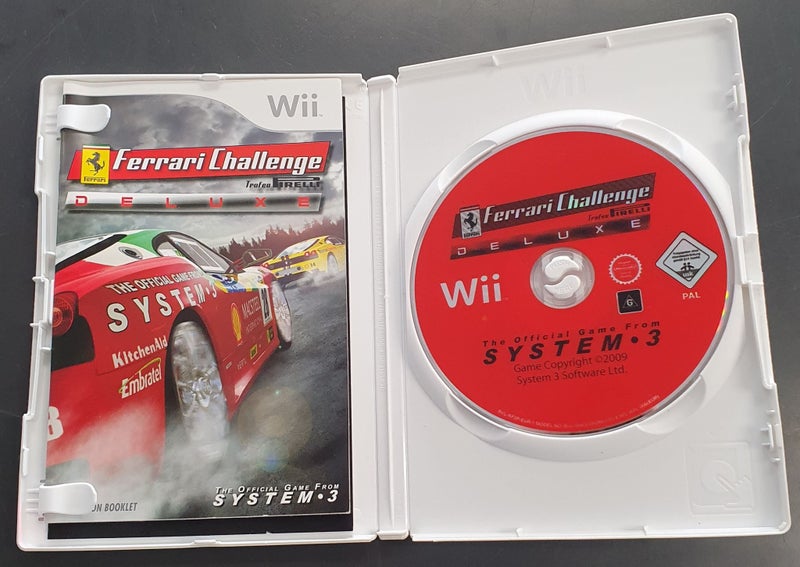 Wii
Ferrari Challenge
Ferrari
Trofeo PIRELLI
DELUXE
THE OFFICIAL GAME FROM
SYSTEM·3
KitchenAid
Embratel
8
The Official Game From
SYSTEM·3
ON BOOKLET
Wii
Ferrari Challenge
Trofeo PIRELLI
DELUXE
Wii
G
PAL
The Official Game From
SYSTEM·3
Game Copyright ©2009
System 3 Software Ltd.